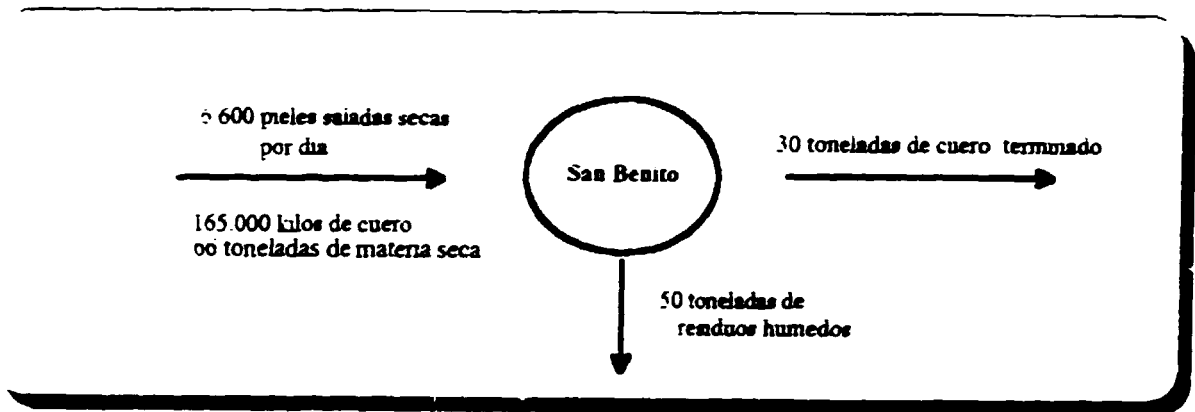 600 pieles saladas secas
por dia
165.000 kilos de cuero
toneladas de materia seca
San Benito
30 toneladas de cuero terminado
50 toneladas de
residuos humedos